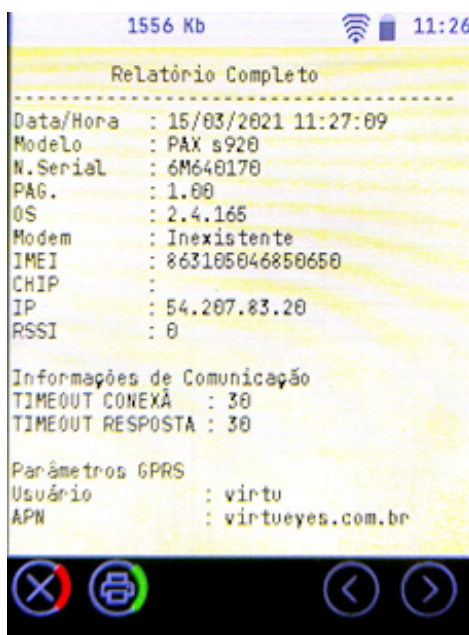 1556 Kb 11:26
Relatório Completo
--------------------------------------------
Data/Hora : 15/03/2021 11:27:09
Modelo : PAX s920
N.Serial : 6M640170
PAG. : 1.00
OS : 2.4.165
Modem : Inexistente
IMEI : 863105046850650
CHIP :
IP : 54.207.83.20
RSSI : 0
Informações de Comunicação
TIMEOUT CONEXÃ : 30
TIMEOUT RESPOSTA : 30
Parâmetros GPRS
Usuário : virtu
APN : virtueyes.com.br